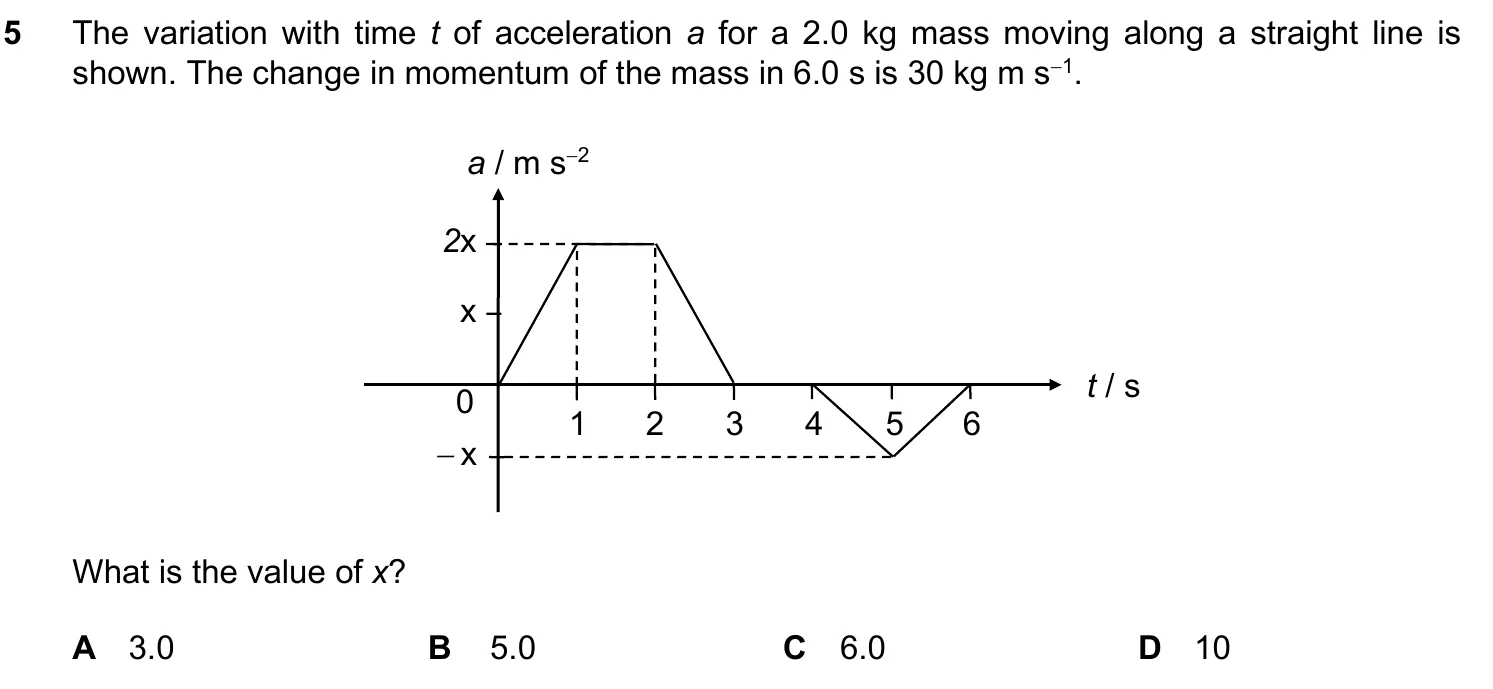 5 The variation with time t of acceleration a for a 2.0 kg mass moving along a straight line is
shown. The change in momentum of the mass in 6.0 s is 30 kg m s⁻¹.
a / m s⁻²
2x
x
0
1 2 3 4 5 6
t / s
– x
What is the value of x?
A 3.0 B 5.0 C 6.0 D 10